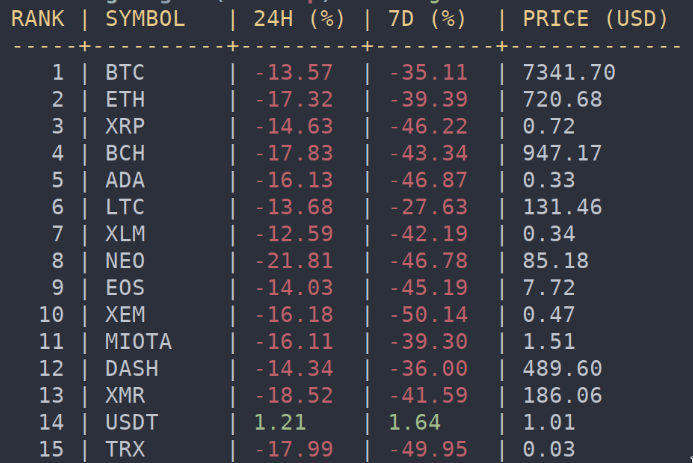 RANK | SYMBOL | 24H (%) | 7D (%) | PRICE (USD)
-----+----------+---------+---------+-------------
1 | BTC | -13.57 | -35.11 | 7341.70
2 | ETH | -17.32 | -39.39 | 720.68
3 | XRP | -14.63 | -46.22 | 0.72
4 | BCH | -17.83 | -43.34 | 947.17
5 | ADA | -16.13 | -46.87 | 0.33
6 | LTC | -13.68 | -27.63 | 131.46
7 | XLM | -12.59 | -42.19 | 0.34
8 | NEO | -21.81 | -46.78 | 85.18
9 | EOS | -14.03 | -45.19 | 7.72
10 | XEM | -16.18 | -50.14 | 0.47
11 | MIOTA | -16.11 | -39.30 | 1.51
12 | DASH | -14.34 | -36.00 | 489.60
13 | XMR | -18.52 | -41.59 | 186.06
14 | USDT | 1.21 | 1.64 | 1.01
15 | TRX | -17.99 | -49.95 | 0.03